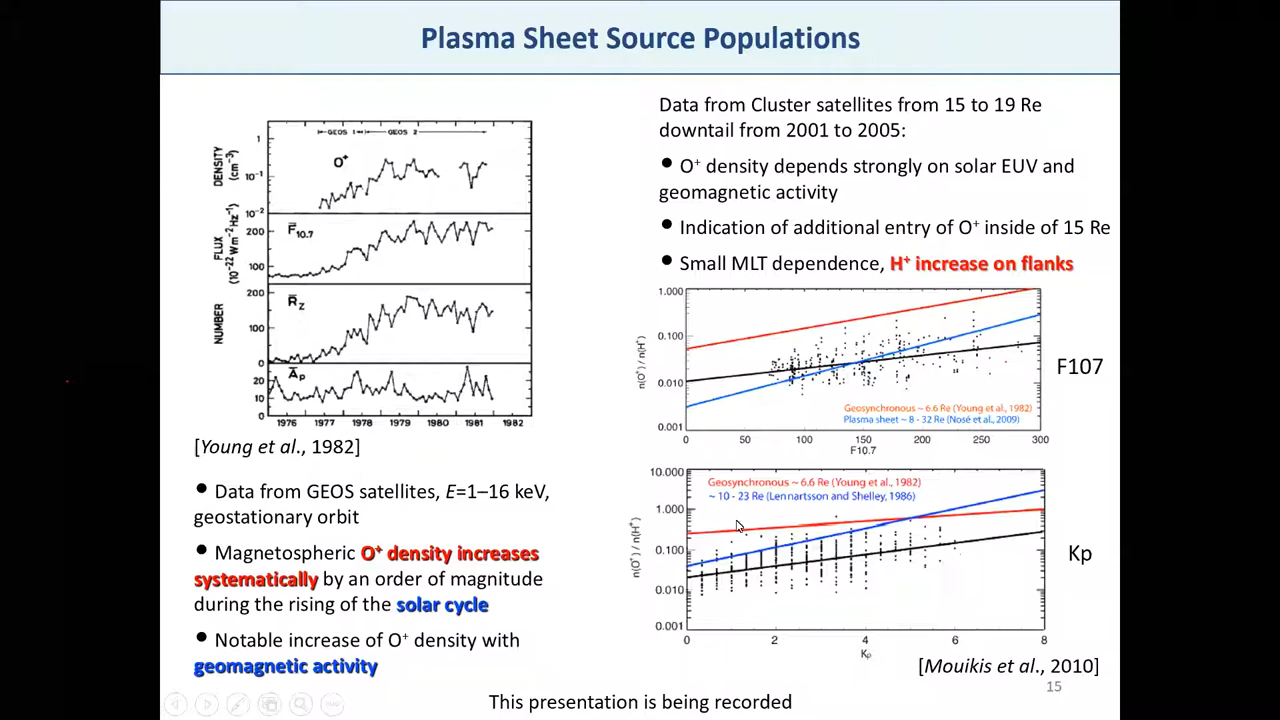 Plasma Sheet Source Populations
GEOS 1
GEOS 2
O+
DENSITY
(cm⁻³)
1
10⁻¹
10⁻²
F̅10.7
FLUX
(10⁻²² Wm⁻² Hz⁻¹)
200
100
R̅z
NUMBER
200
100
0
A̅p
20
10
0
1976 1977 1978 1979 1980 1981 1982
[Young et al., 1982]
• Data from GEOS satellites, E=1–16 keV,
geostationary orbit
• Magnetospheric O+ density increases
systematically by an order of magnitude
during the rising of the solar cycle
• Notable increase of O+ density with
geomagnetic activity
Data from Cluster satellites from 15 to 19 Re
downtail from 2001 to 2005:
• O+ density depends strongly on solar EUV and
geomagnetic activity
• Indication of additional entry of O+ inside of 15 Re
• Small MLT dependence, H+ increase on flanks
n(O⁺) / n(H⁺)
1.000
0.100
0.010
0.001
Geosynchronous ~ 6.6 Re (Young et al., 1982)
Plasma sheet ~ 8 - 32 Re (Nosé et al., 2009)
0 50 100 150 200 250 300
F10.7
F107
n(O⁺) / n(H⁺)
10.000
1.000
0.100
0.010
0.001
Geosynchronous ~ 6.6 Re (Young et al., 1982)
~ 10 - 23 Re (Lennartsson and Shelley, 1986)
0 2 4 6 8
Kp
Kp
[Mouikis et al., 2010]
15
This presentation is being recorded